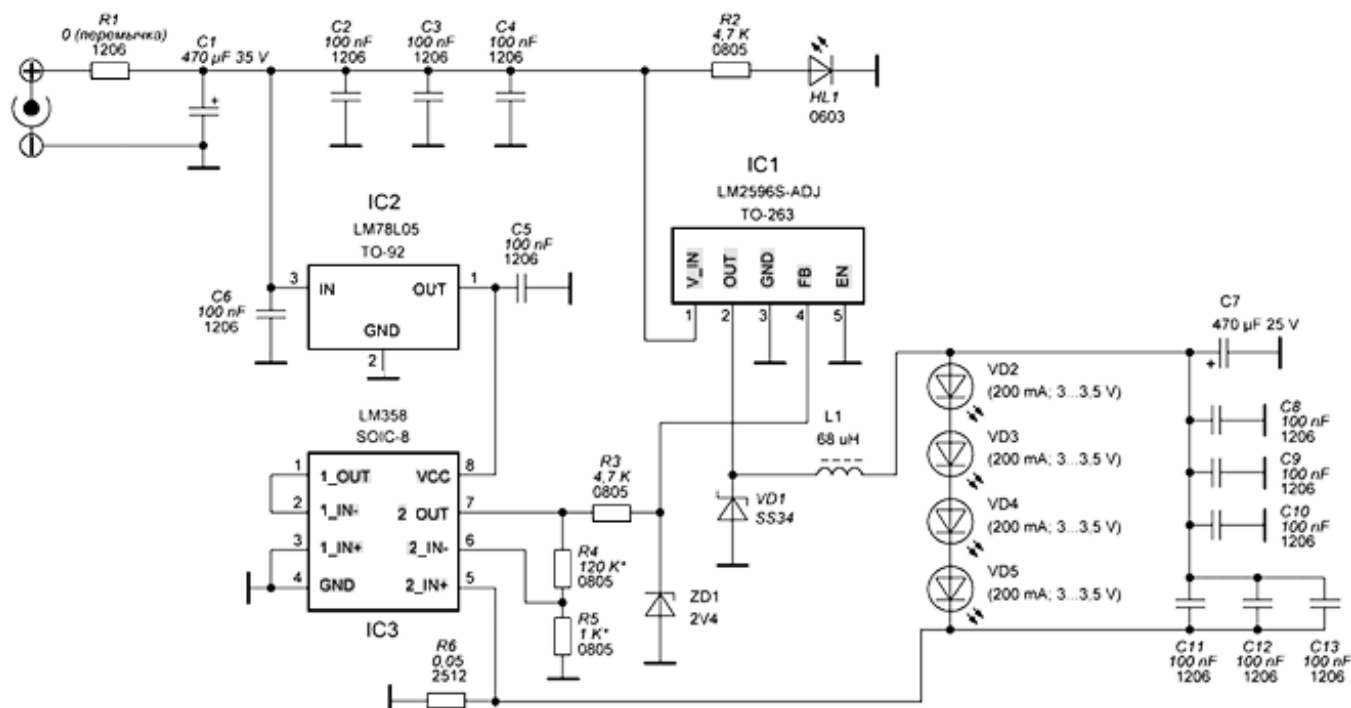 R1
0 (перемычка)
1206
C1
470 µF 35 V
C2
100 nF
1206
C3
100 nF
1206
C4
100 nF
1206
R2
4,7 K
0805
HL1
0603
IC1
LM2596S-ADJ
TO-263
V_IN
OUT
GND
FB
EN
1
2
3
4
5
IC2
LM78L05
TO-92
3
IN
OUT
1
GND
2
C5
100 nF
1206
C6
100 nF
1206
LM358
SOIC-8
1
1_OUT
VCC
8
2
1_IN-
2_OUT
7
3
1_IN+
2_IN-
6
4
GND
2_IN+
5
IC3
R3
4,7 K
0805
R4
120 K*
0805
R5
1 K*
0805
R6
0,05
2512
ZD1
2V4
VD1
SS34
L1
68 uH
VD2
(200 mA; 3...3,5 V)
VD3
(200 mA; 3...3,5 V)
VD4
(200 mA; 3...3,5 V)
VD5
(200 mA; 3...3,5 V)
C7
470 µF 25 V
+
C8
100 nF
1206
C9
100 nF
1206
C10
100 nF
1206
C11
100 nF
1206
C12
100 nF
1206
C13
100 nF
1206